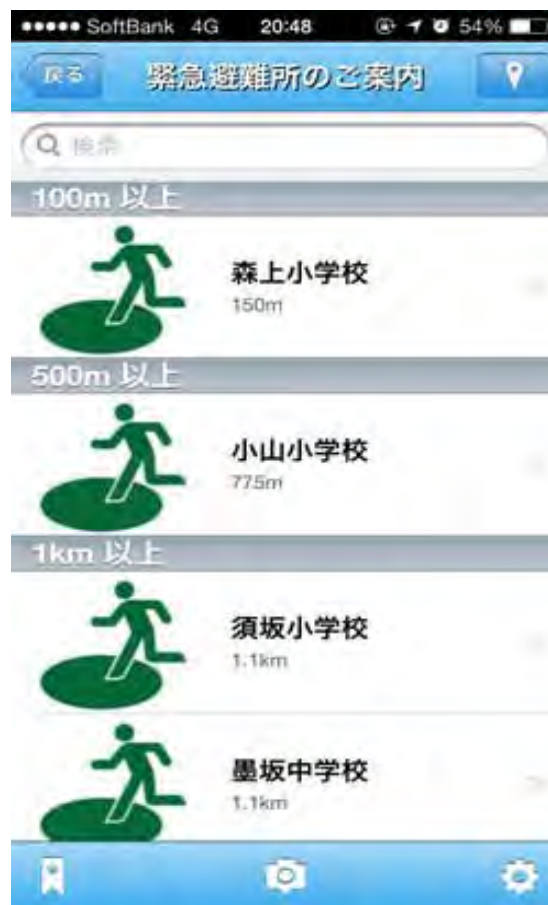 SoftBank 4G 20:48 54%
戻る 緊急避難所のご案内
検索
100m 以上
森上小学校
150m
500m 以上
小山小学校
775m
1km 以上
須坂小学校
1.1km
墨坂中学校
1.1km